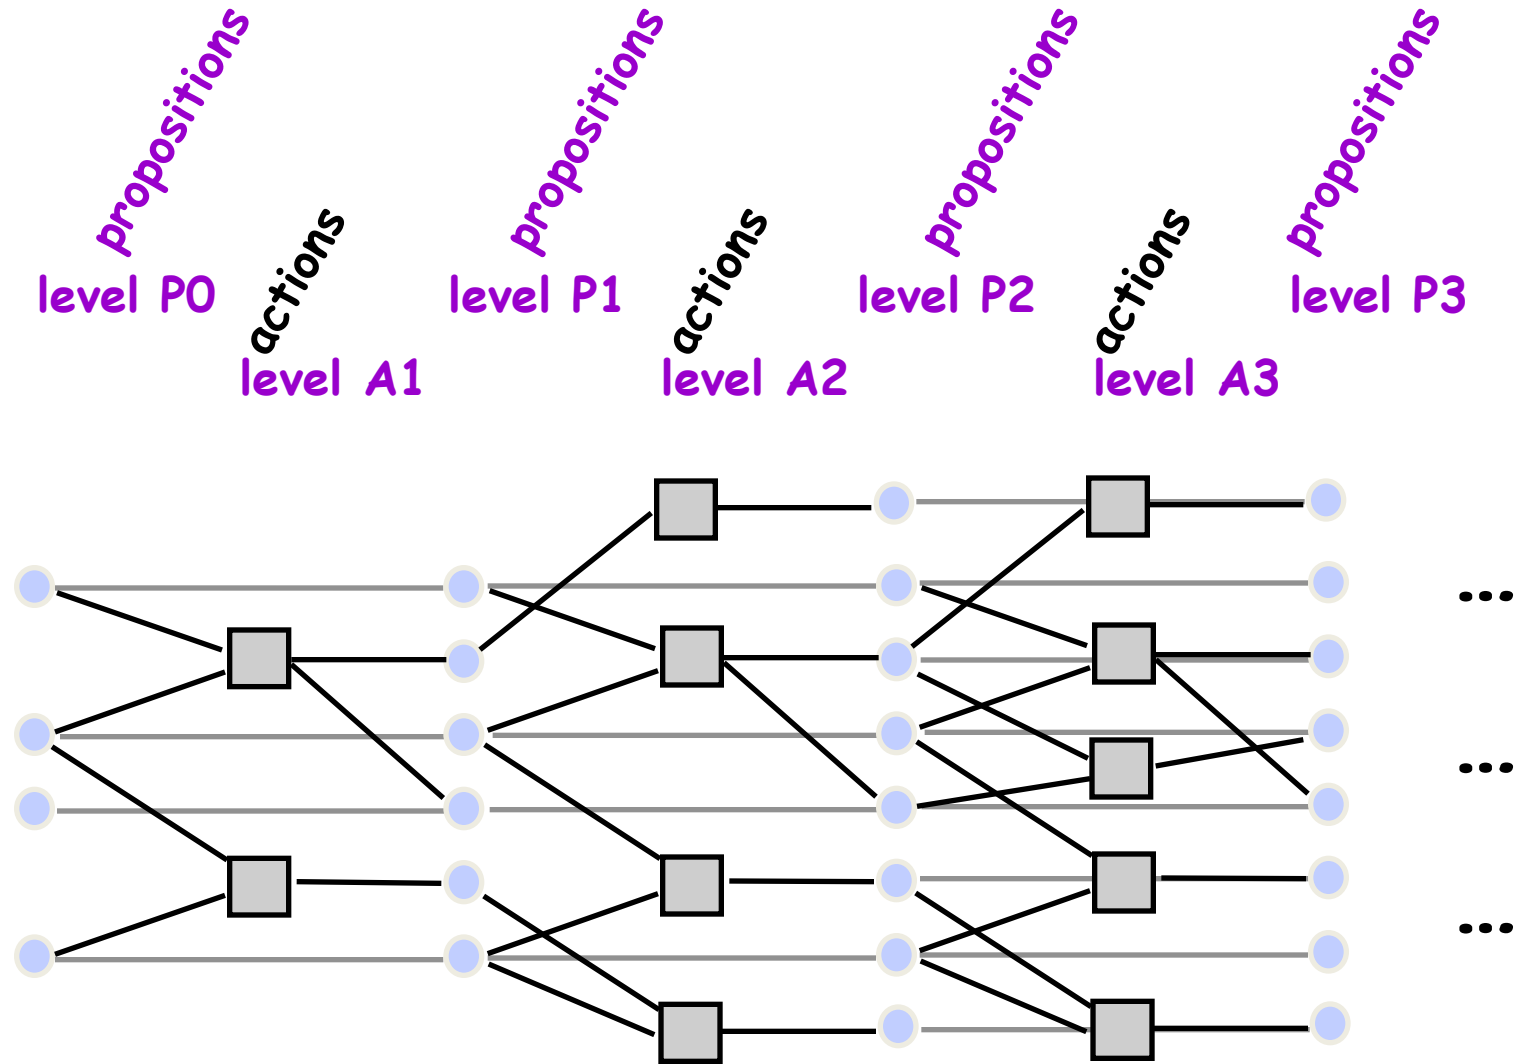 propositions
propositions
propositions
propositions
actions
actions
actions
level P0
level P1
level P2
level P3
level A1
level A2
level A3
...
...
...